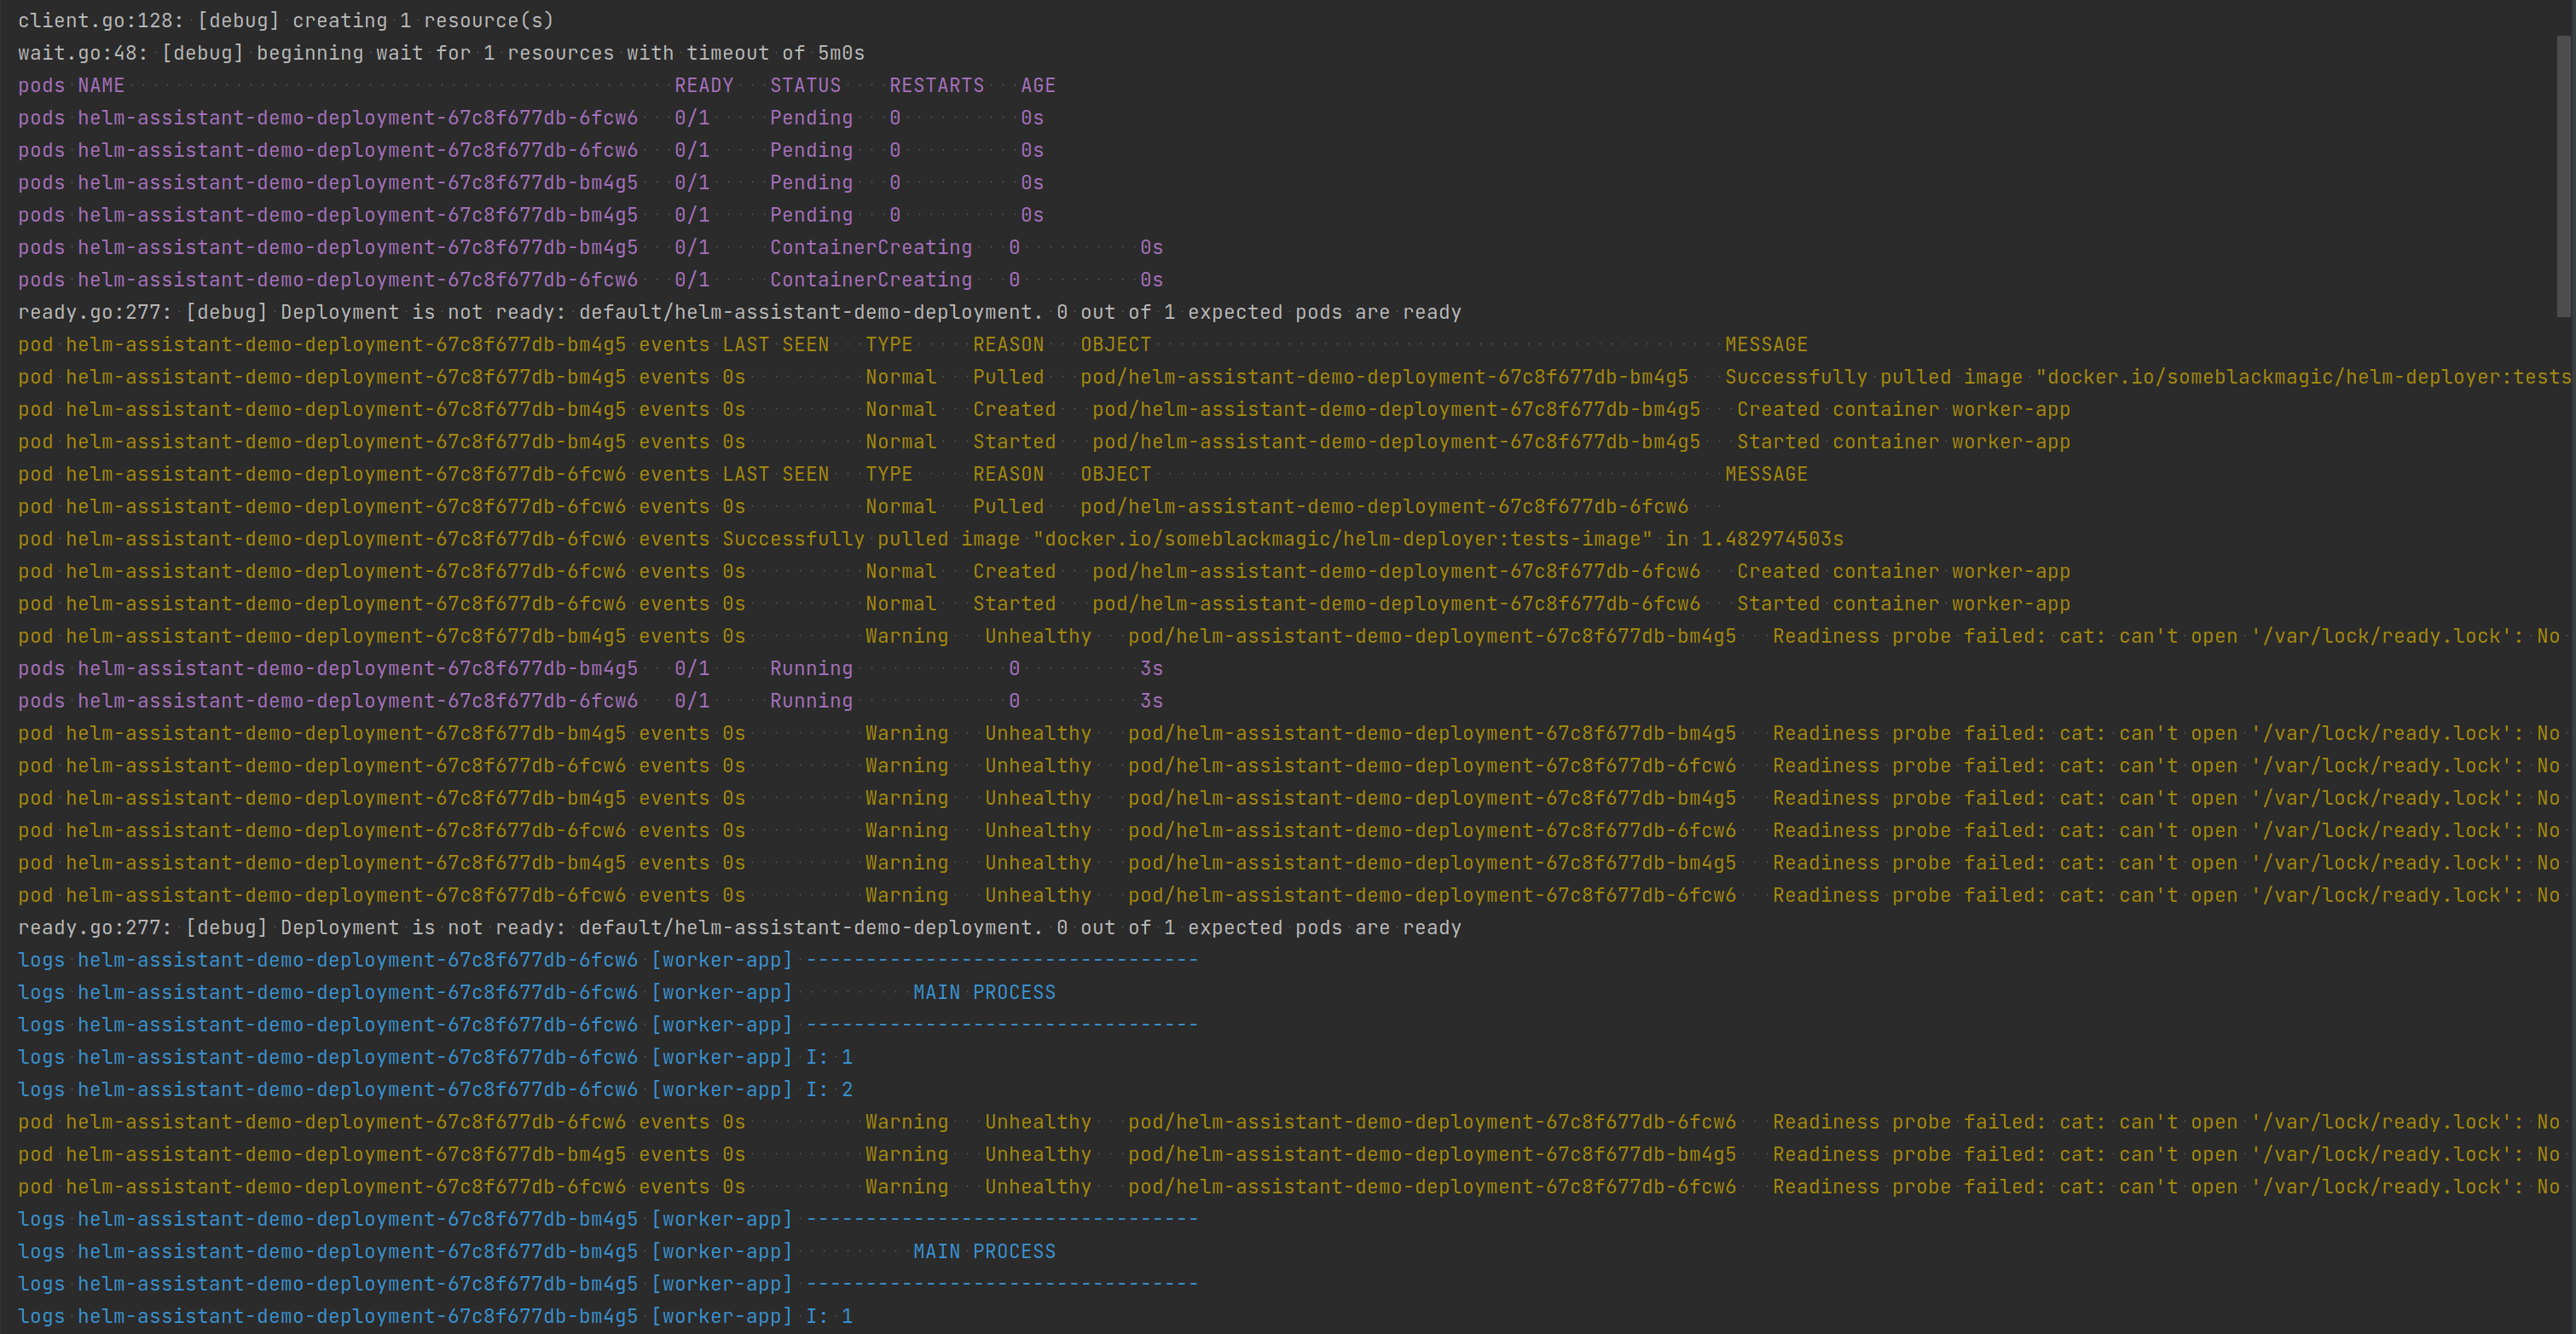 client.go:128: [debug] creating 1 resource(s)
wait.go:48: [debug] beginning wait for 1 resources with timeout of 5m0s
pods NAME READY STATUS RESTARTS AGE
pods helm-assistant-demo-deployment-67c8f677db-6fcw6 0/1 Pending 0 0s
pods helm-assistant-demo-deployment-67c8f677db-6fcw6 0/1 Pending 0 0s
pods helm-assistant-demo-deployment-67c8f677db-bm4g5 0/1 Pending 0 0s
pods helm-assistant-demo-deployment-67c8f677db-bm4g5 0/1 Pending 0 0s
pods helm-assistant-demo-deployment-67c8f677db-bm4g5 0/1 ContainerCreating 0 0s
pods helm-assistant-demo-deployment-67c8f677db-6fcw6 0/1 ContainerCreating 0 0s
ready.go:277: [debug] Deployment is not ready: default/helm-assistant-demo-deployment. 0 out of 1 expected pods are ready
pod helm-assistant-demo-deployment-67c8f677db-bm4g5 events LAST SEEN TYPE REASON OBJECT MESSAGE
pod helm-assistant-demo-deployment-67c8f677db-bm4g5 events 0s Normal Pulled pod/helm-assistant-demo-deployment-67c8f677db-bm4g5 Successfully pulled image "docker.io/someblackmagic/helm-deployer:tests
pod helm-assistant-demo-deployment-67c8f677db-bm4g5 events 0s Normal Created pod/helm-assistant-demo-deployment-67c8f677db-bm4g5 Created container worker-app
pod helm-assistant-demo-deployment-67c8f677db-bm4g5 events 0s Normal Started pod/helm-assistant-demo-deployment-67c8f677db-bm4g5 Started container worker-app
pod helm-assistant-demo-deployment-67c8f677db-6fcw6 events LAST SEEN TYPE REASON OBJECT MESSAGE
pod helm-assistant-demo-deployment-67c8f677db-6fcw6 events 0s Normal Pulled pod/helm-assistant-demo-deployment-67c8f677db-6fcw6
pod helm-assistant-demo-deployment-67c8f677db-6fcw6 events Successfully pulled image "docker.io/someblackmagic/helm-deployer:tests-image" in 1.482974503s
pod helm-assistant-demo-deployment-67c8f677db-6fcw6 events 0s Normal Created pod/helm-assistant-demo-deployment-67c8f677db-6fcw6 Created container worker-app
pod helm-assistant-demo-deployment-67c8f677db-6fcw6 events 0s Normal Started pod/helm-assistant-demo-deployment-67c8f677db-6fcw6 Started container worker-app
pod helm-assistant-demo-deployment-67c8f677db-bm4g5 events 0s Warning Unhealthy pod/helm-assistant-demo-deployment-67c8f677db-bm4g5 Readiness probe failed: cat: can't open '/var/lock/ready.lock': No
pods helm-assistant-demo-deployment-67c8f677db-bm4g5 0/1 Running 0 3s
pods helm-assistant-demo-deployment-67c8f677db-6fcw6 0/1 Running 0 3s
pod helm-assistant-demo-deployment-67c8f677db-bm4g5 events 0s Warning Unhealthy pod/helm-assistant-demo-deployment-67c8f677db-bm4g5 Readiness probe failed: cat: can't open '/var/lock/ready.lock': No
pod helm-assistant-demo-deployment-67c8f677db-6fcw6 events 0s Warning Unhealthy pod/helm-assistant-demo-deployment-67c8f677db-6fcw6 Readiness probe failed: cat: can't open '/var/lock/ready.lock': No
pod helm-assistant-demo-deployment-67c8f677db-bm4g5 events 0s Warning Unhealthy pod/helm-assistant-demo-deployment-67c8f677db-bm4g5 Readiness probe failed: cat: can't open '/var/lock/ready.lock': No
pod helm-assistant-demo-deployment-67c8f677db-6fcw6 events 0s Warning Unhealthy pod/helm-assistant-demo-deployment-67c8f677db-6fcw6 Readiness probe failed: cat: can't open '/var/lock/ready.lock': No
pod helm-assistant-demo-deployment-67c8f677db-bm4g5 events 0s Warning Unhealthy pod/helm-assistant-demo-deployment-67c8f677db-bm4g5 Readiness probe failed: cat: can't open '/var/lock/ready.lock': No
pod helm-assistant-demo-deployment-67c8f677db-6fcw6 events 0s Warning Unhealthy pod/helm-assistant-demo-deployment-67c8f677db-6fcw6 Readiness probe failed: cat: can't open '/var/lock/ready.lock': No
ready.go:277: [debug] Deployment is not ready: default/helm-assistant-demo-deployment. 0 out of 1 expected pods are ready
logs helm-assistant-demo-deployment-67c8f677db-6fcw6 [worker-app] ---------------------------------
logs helm-assistant-demo-deployment-67c8f677db-6fcw6 [worker-app] MAIN PROCESS
logs helm-assistant-demo-deployment-67c8f677db-6fcw6 [worker-app] ---------------------------------
logs helm-assistant-demo-deployment-67c8f677db-6fcw6 [worker-app] I: 1
logs helm-assistant-demo-deployment-67c8f677db-6fcw6 [worker-app] I: 2
pod helm-assistant-demo-deployment-67c8f677db-6fcw6 events 0s Warning Unhealthy pod/helm-assistant-demo-deployment-67c8f677db-6fcw6 Readiness probe failed: cat: can't open '/var/lock/ready.lock': No
pod helm-assistant-demo-deployment-67c8f677db-bm4g5 events 0s Warning Unhealthy pod/helm-assistant-demo-deployment-67c8f677db-bm4g5 Readiness probe failed: cat: can't open '/var/lock/ready.lock': No
pod helm-assistant-demo-deployment-67c8f677db-6fcw6 events 0s Warning Unhealthy pod/helm-assistant-demo-deployment-67c8f677db-6fcw6 Readiness probe failed: cat: can't open '/var/lock/ready.lock': No
logs helm-assistant-demo-deployment-67c8f677db-bm4g5 [worker-app] ---------------------------------
logs helm-assistant-demo-deployment-67c8f677db-bm4g5 [worker-app] MAIN PROCESS
logs helm-assistant-demo-deployment-67c8f677db-bm4g5 [worker-app] ---------------------------------
logs helm-assistant-demo-deployment-67c8f677db-bm4g5 [worker-app] I: 1